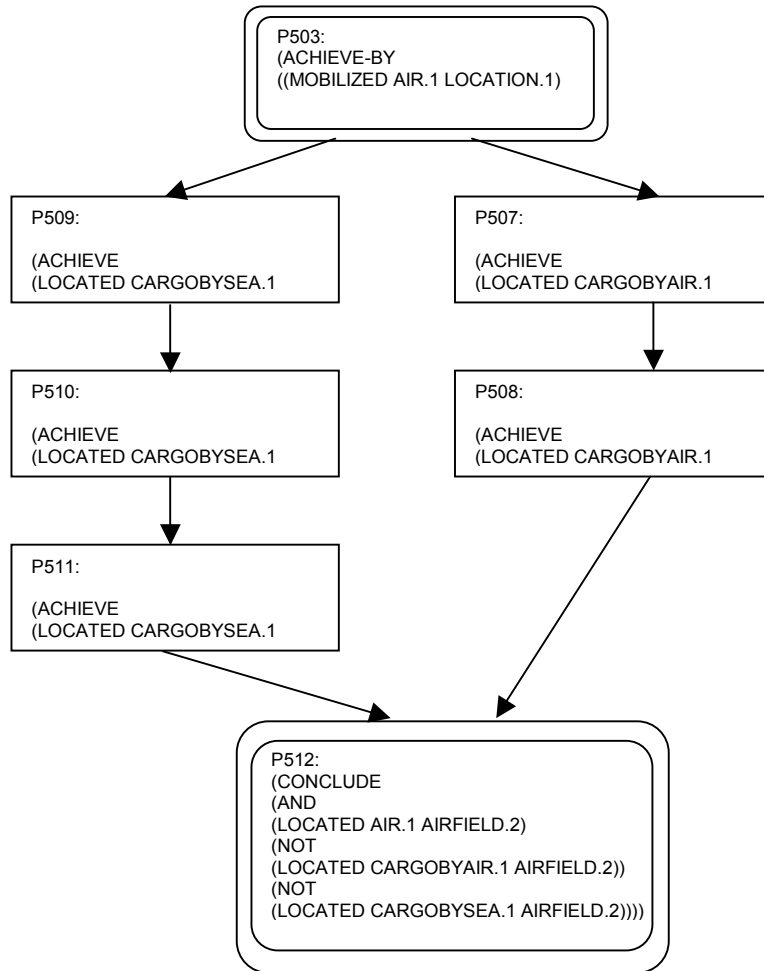 P503:
(ACHIEVE-BY
((MOBILIZED AIR.1 LOCATION.1)
P509:
(ACHIEVE
(LOCATED CARGOBYSEA.1
P507:
(ACHIEVE
(LOCATED CARGOBYAIR.1
P510:
(ACHIEVE
(LOCATED CARGOBYSEA.1
P508:
(ACHIEVE
(LOCATED CARGOBYAIR.1
P511:
(ACHIEVE
(LOCATED CARGOBYSEA.1
P512:
(CONCLUDE
(AND
(LOCATED AIR.1 AIRFIELD.2)
(NOT
(LOCATED CARGOBYAIR.1 AIRFIELD.2))
(NOT
(LOCATED CARGOBYSEA.1 AIRFIELD.2))))